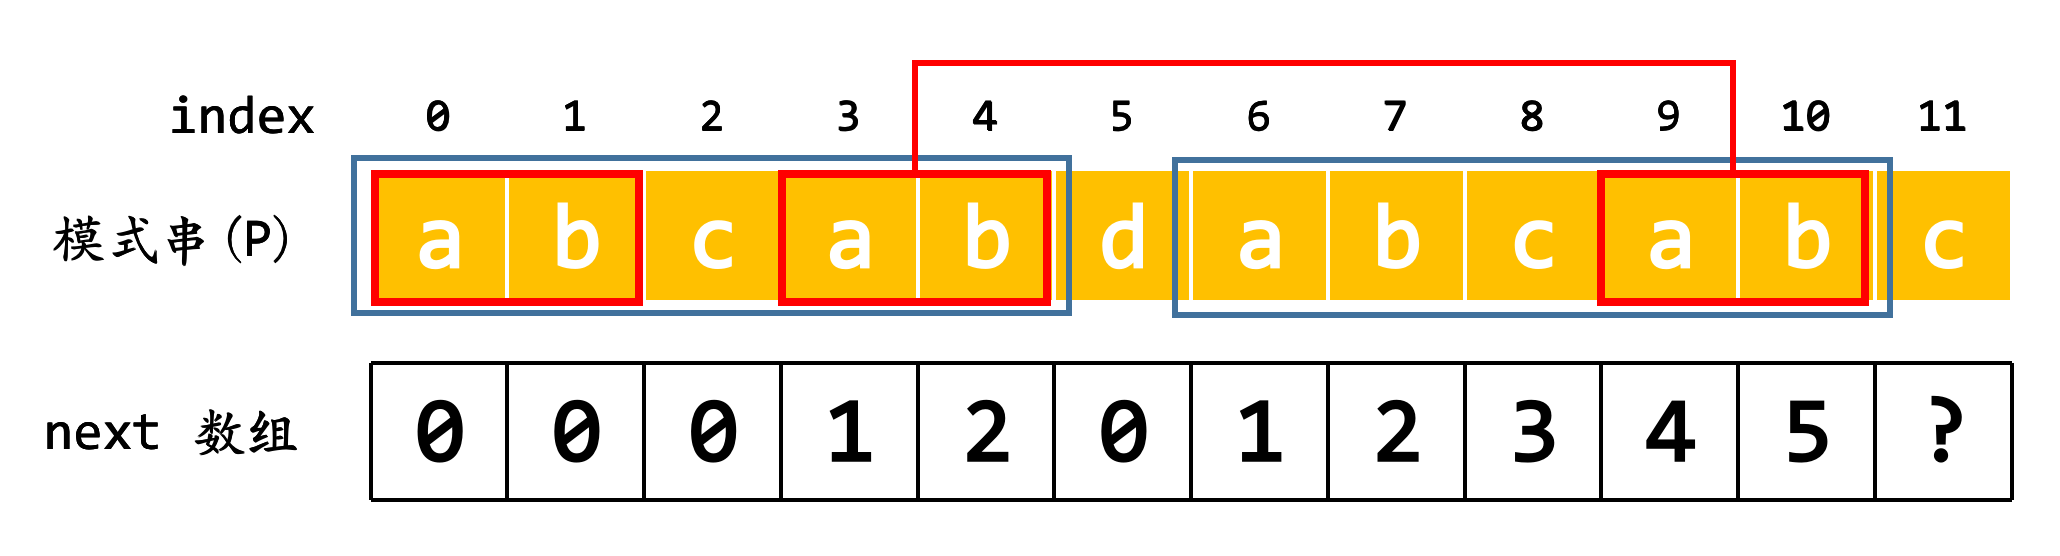 index 0 1 2 3 4 5 6 7 8 9 10 11
模式串(P) a b c a b d a b c a b c
next 数组 0 0 0 1 2 0 1 2 3 4 5 ?